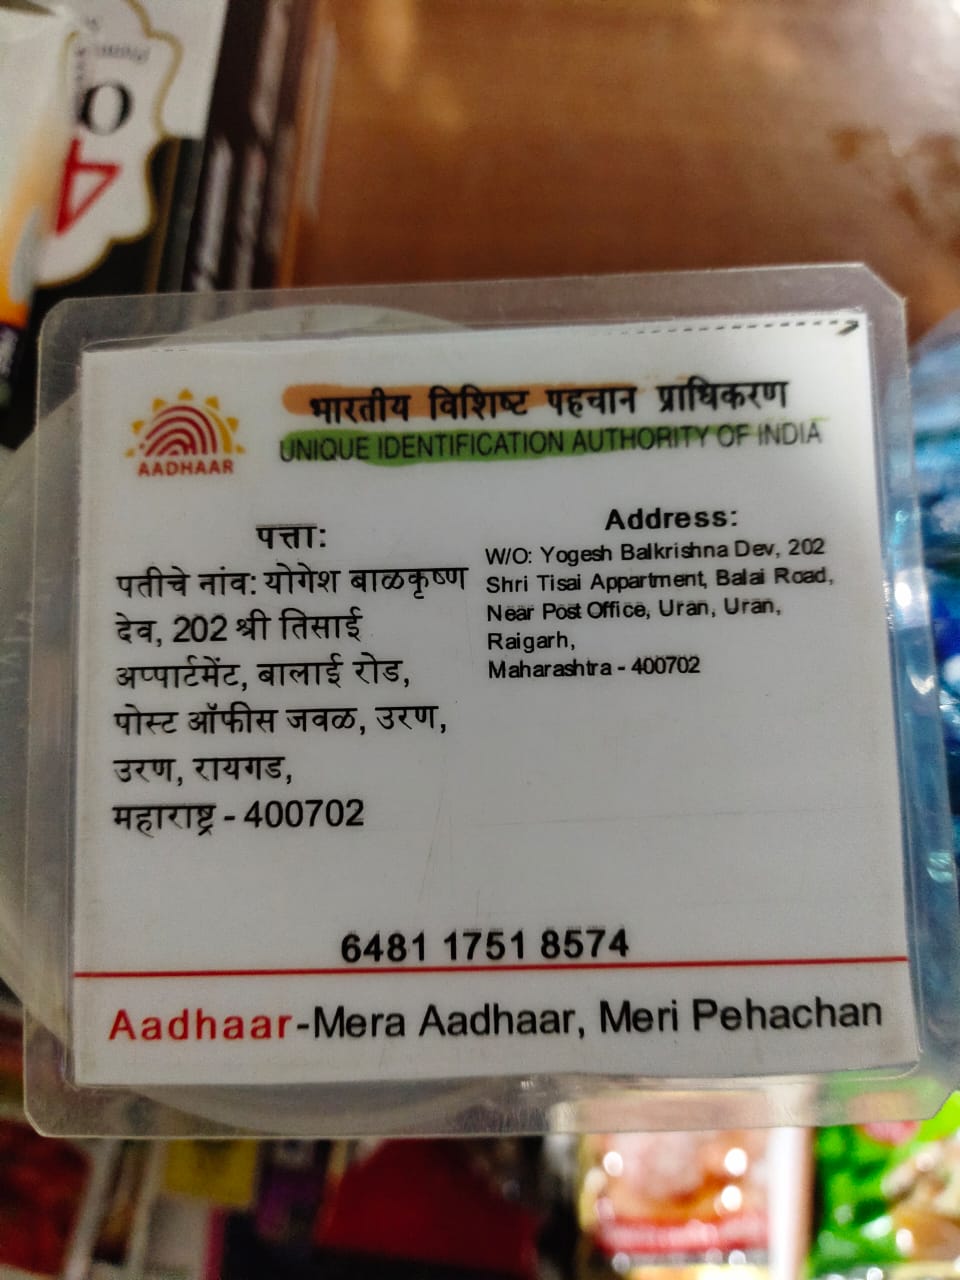 भारतीय विशिष्ट पहचान प्राधिकरण
UNIQUE IDENTIFICATION AUTHORITY OF INDIA
AADHAAR
पत्ता:
पतीचे नांव: योगेश बाळकृष्ण
देव, 202 श्री तिसाई
अप्पार्टमेंट, बालाई रोड,
पोस्ट ऑफीस जवळ, उरण,
उरण, रायगड,
महाराष्ट्र - 400702
Address:
W/O: Yogesh Balkrishna Dev, 202
Shri Tisai Appartment, Balai Road,
Near Post Office, Uran, Uran,
Raigarh,
Maharashtra - 400702
6481 1751 8574
Aadhaar-Mera Aadhaar, Meri Pehachan